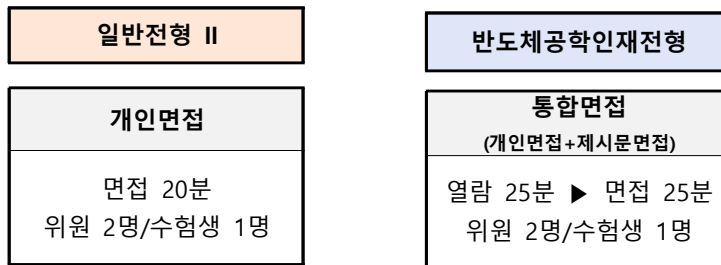 일반전형 II
개인면접
면접 20분
위원 2명/수험생 1명
반도체공학인재전형
통합면접
(개인면접+제시문면접)
열람 25분 ▶ 면접 25분
위원 2명/수험생 1명